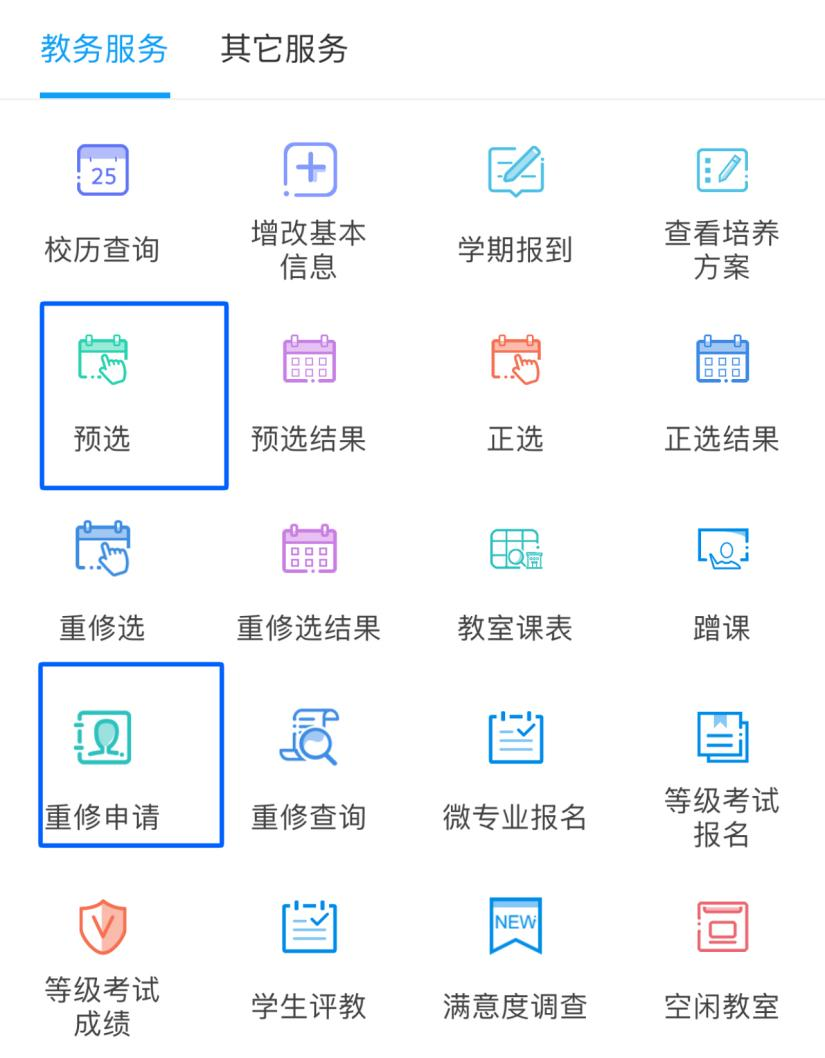 教务服务 其它服务
25
校历查询
增改基本
信息
学期报到
查看培养
方案
预选
预选结果
正选
正选结果
重修选
重修选结果
教室课表
蹭课
重修申请
重修查询
微专业报名
等级考试
报名
等级考试
成绩
学生评教
NEW
满意度调查
空闲教室